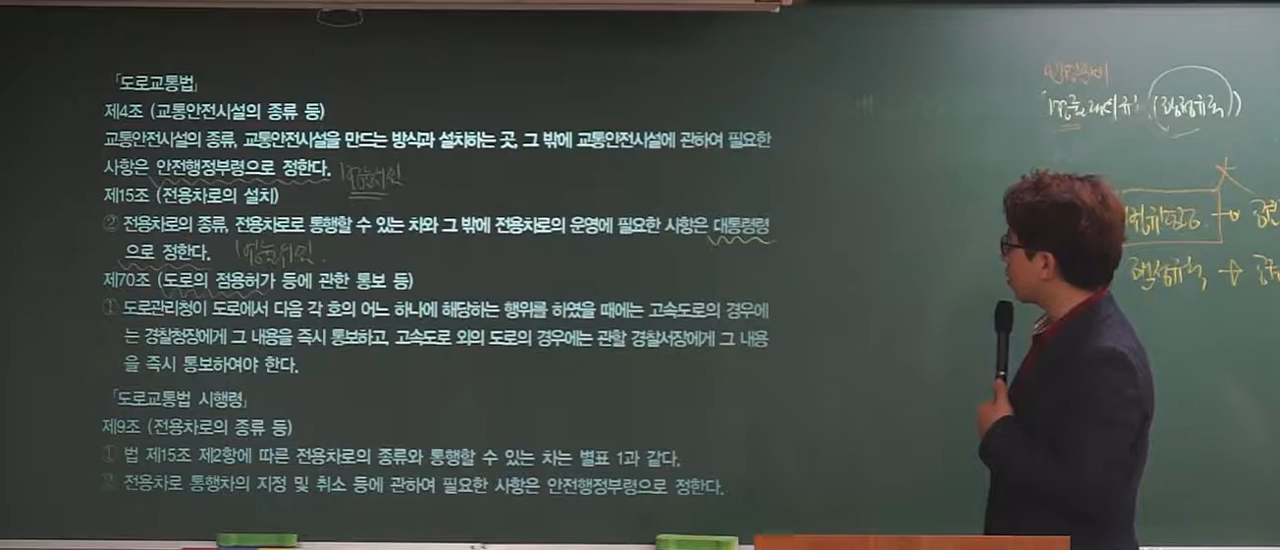 「도로교통법」
제4조 (교통안전시설의 종류 등)
교통안전시설의 종류, 교통안전시설을 만드는 방식과 설치하는 곳, 그 밖에 교통안전시설에 관하여 필요한
사항은 안전행정부령으로 정한다.
제15조 (전용차로의 설치)
② 전용차로의 종류, 전용차로로 통행할 수 있는 차와 그 밖에 전용차로의 운영에 필요한 사항은 대통령령
으로 정한다.
제70조 (도로의 점용허가 등에 관한 통보 등)
① 도로관리청이 도로에서 다음 각 호의 어느 하나에 해당하는 행위를 하였을 때에는 고속도로의 경우에
는 경찰청장에게 그 내용을 즉시 통보하고, 고속도로 외의 도로의 경우에는 관할 경찰서장에게 그 내용
을 즉시 통보하여야 한다.
「도로교통법 시행령」
제9조 (전용차로의 종류 등)
① 법 제15조 제2항에 따른 전용차로의 종류와 통행할 수 있는 차는 별표 1과 같다.
② 전용차로 통행차의 지정 및 취소 등에 관하여 필요한 사항은 안전행정부령으로 정한다.